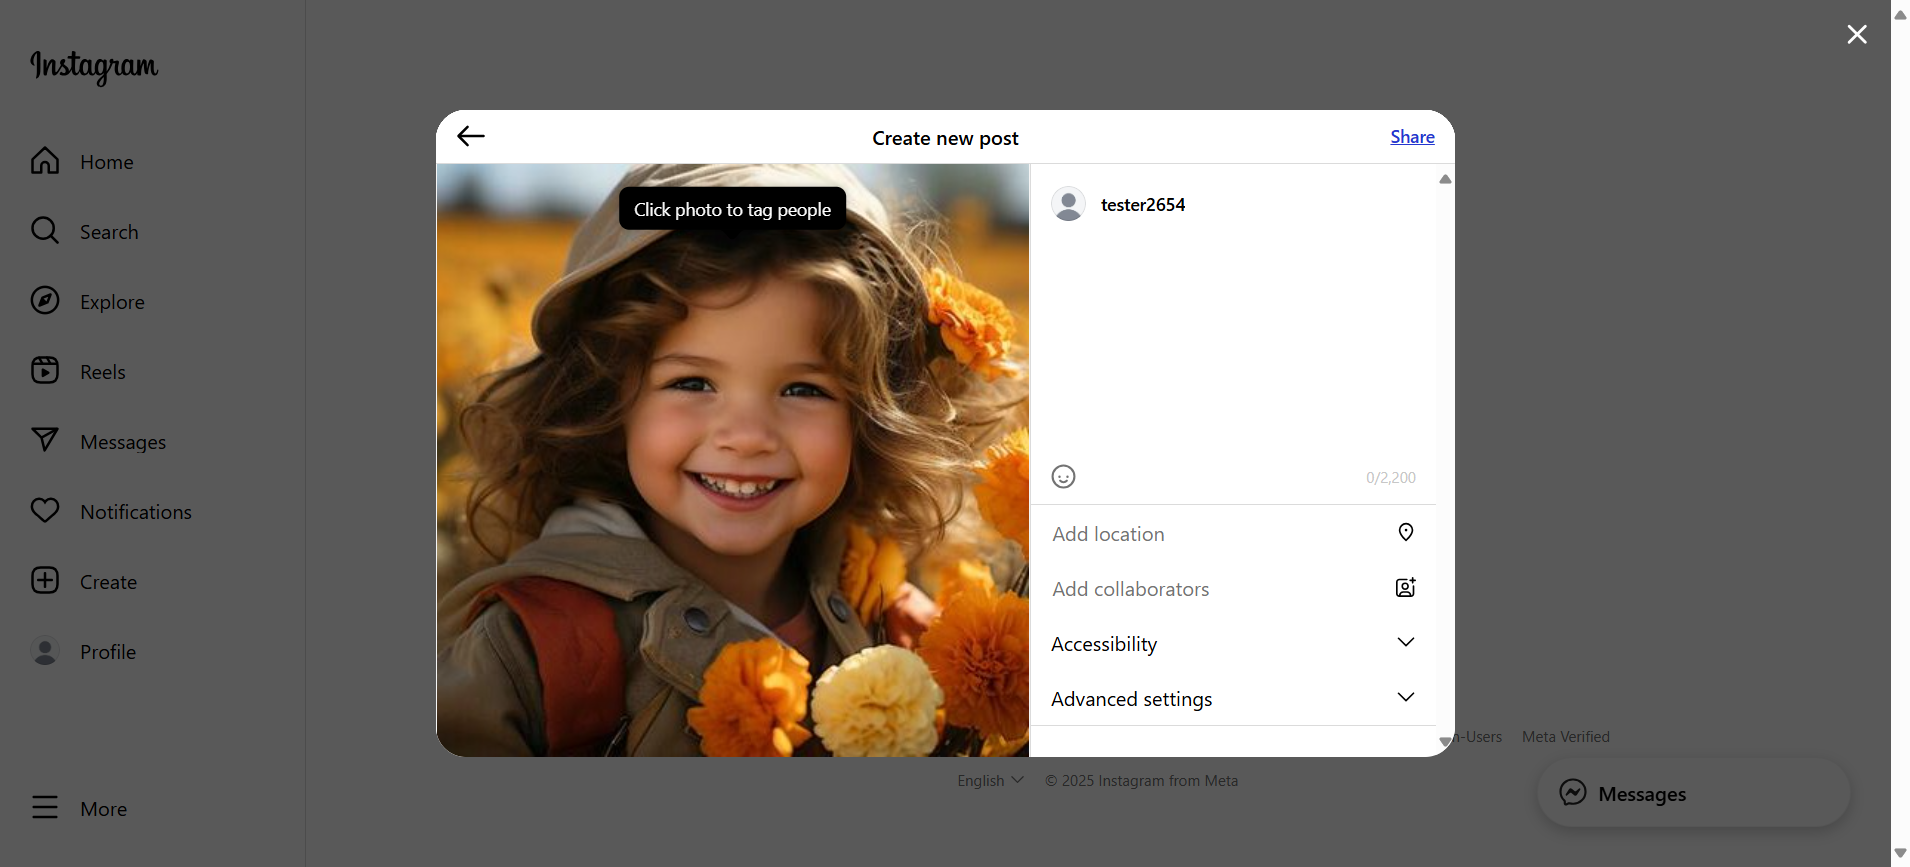 Instagram
Home
Search
Explore
Reels
Messages
Notifications
Create
Profile
More
Create new post
Share
Click photo to tag people
tester2654
0/2,200
Add location
Add collaborators
Accessibility
Advanced settings
n-Users
Meta Verified
English
© 2025 Instagram from Meta
Messages